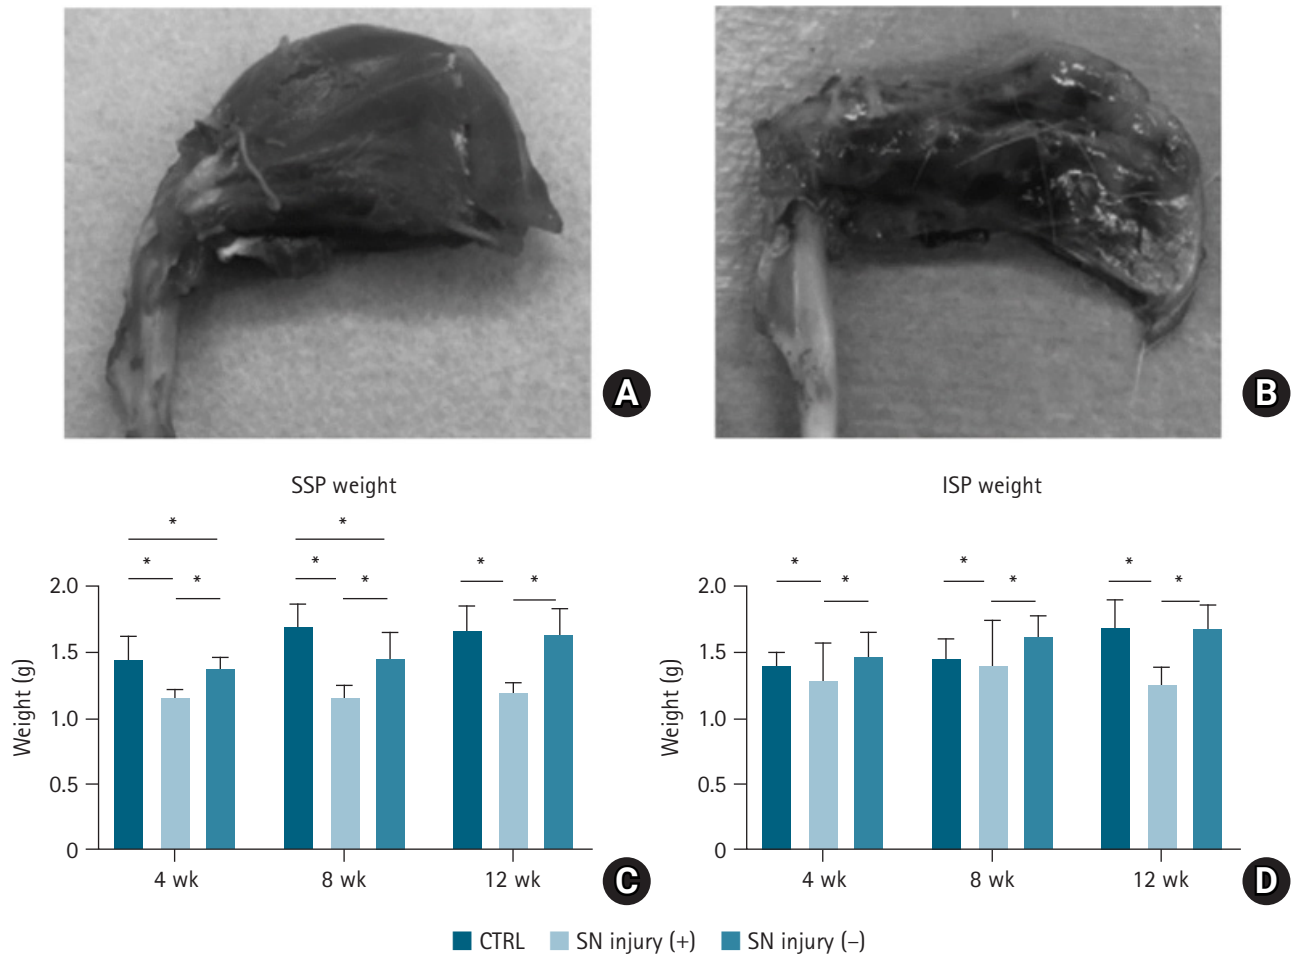 A
B
SSP weight
* * * * * * * *
2.0
1.5
1.0
0.5
0
Weight (g)
4 wk
8 wk
12 wk
C
ISP weight
* * * * * *
2.0
1.5
1.0
0.5
0
Weight (g)
4 wk
8 wk
12 wk
D
CTRL
SN injury (+)
SN injury (–)